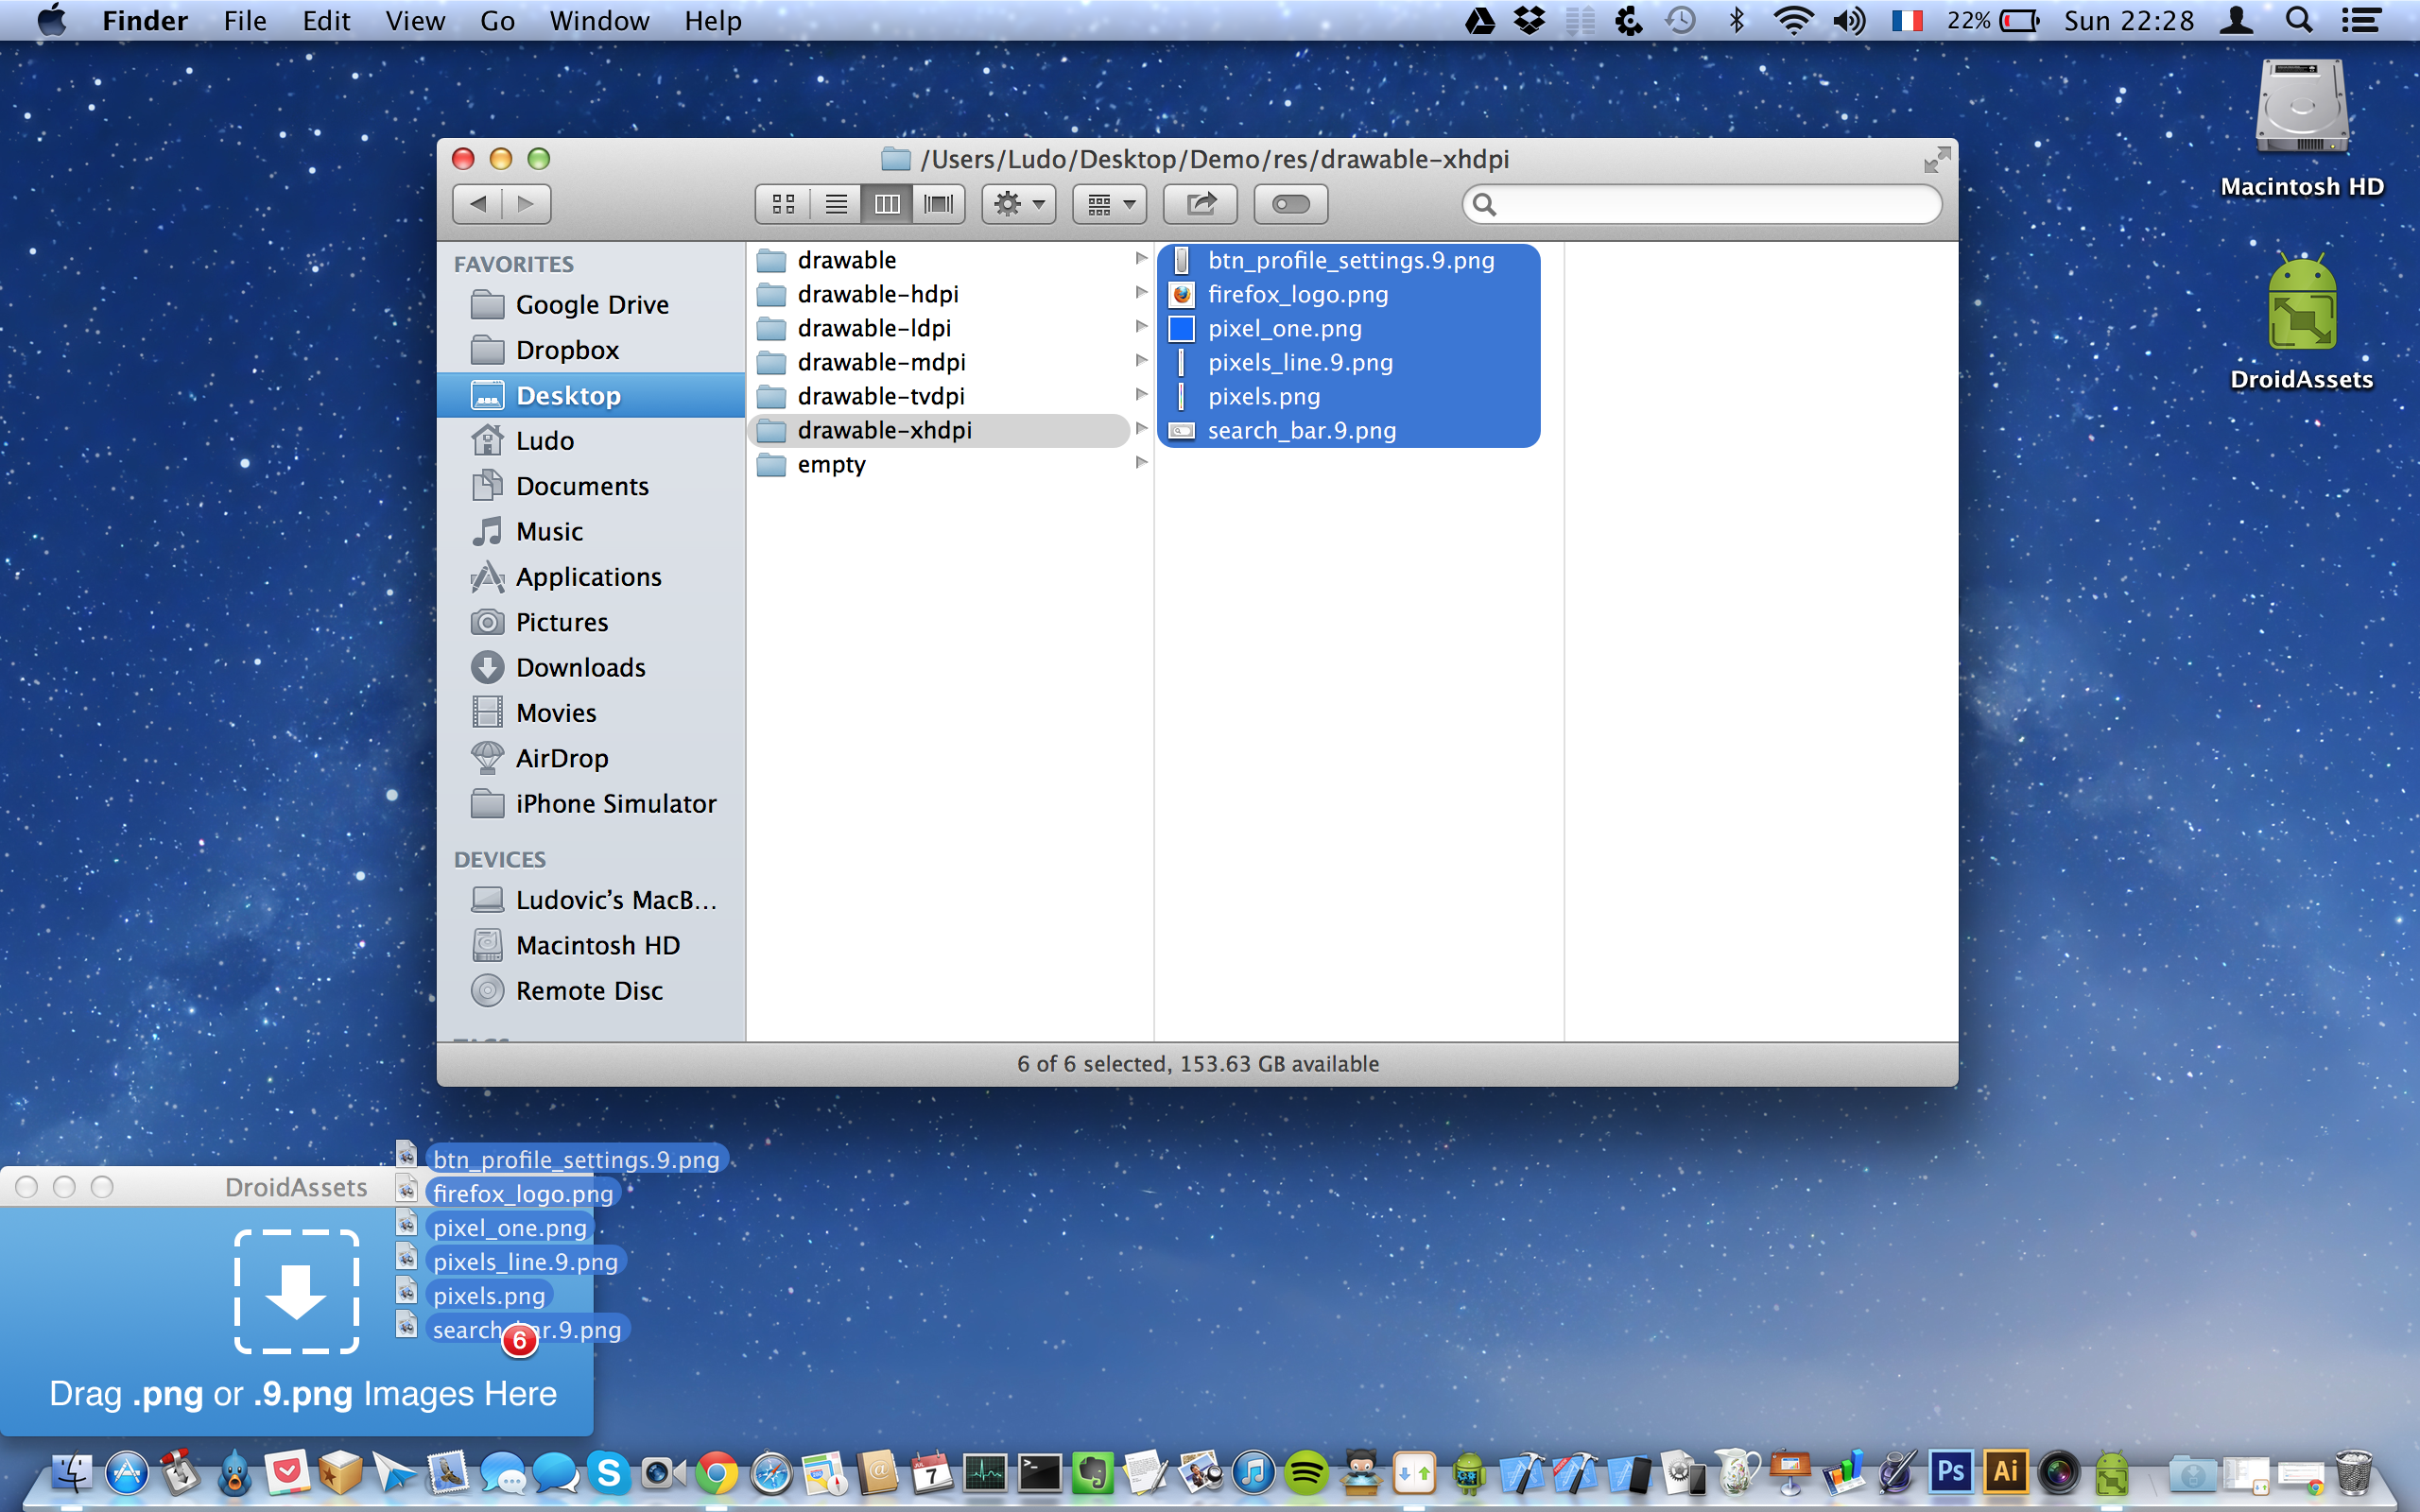 Finder File Edit View Go Window Help 22% Sun 22:28
/Users/Ludo/Desktop/Demo/res/drawable-xhdpi
FAVORITES
Google Drive
Dropbox
Desktop
Ludo
Documents
Music
Applications
Pictures
Downloads
Movies
AirDrop
iPhone Simulator
DEVICES
Ludovic’s MacB...
Macintosh HD
Remote Disc
TAGS
drawable
drawable-hdpi
drawable-ldpi
drawable-mdpi
drawable-tvdpi
drawable-xhdpi
empty
btn_profile_settings.9.png
firefox_logo.png
pixel_one.png
pixels_line.9.png
pixels.png
search_bar.9.png
6 of 6 selected, 153.63 GB available
Macintosh HD
DroidAssets
DroidAssets
btn_profile_settings.9.png
firefox_logo.png
pixel_one.png
pixels_line.9.png
pixels.png
search_bar.9.png
6
Drag .png or .9.png Images Here
7
Ps
Ai